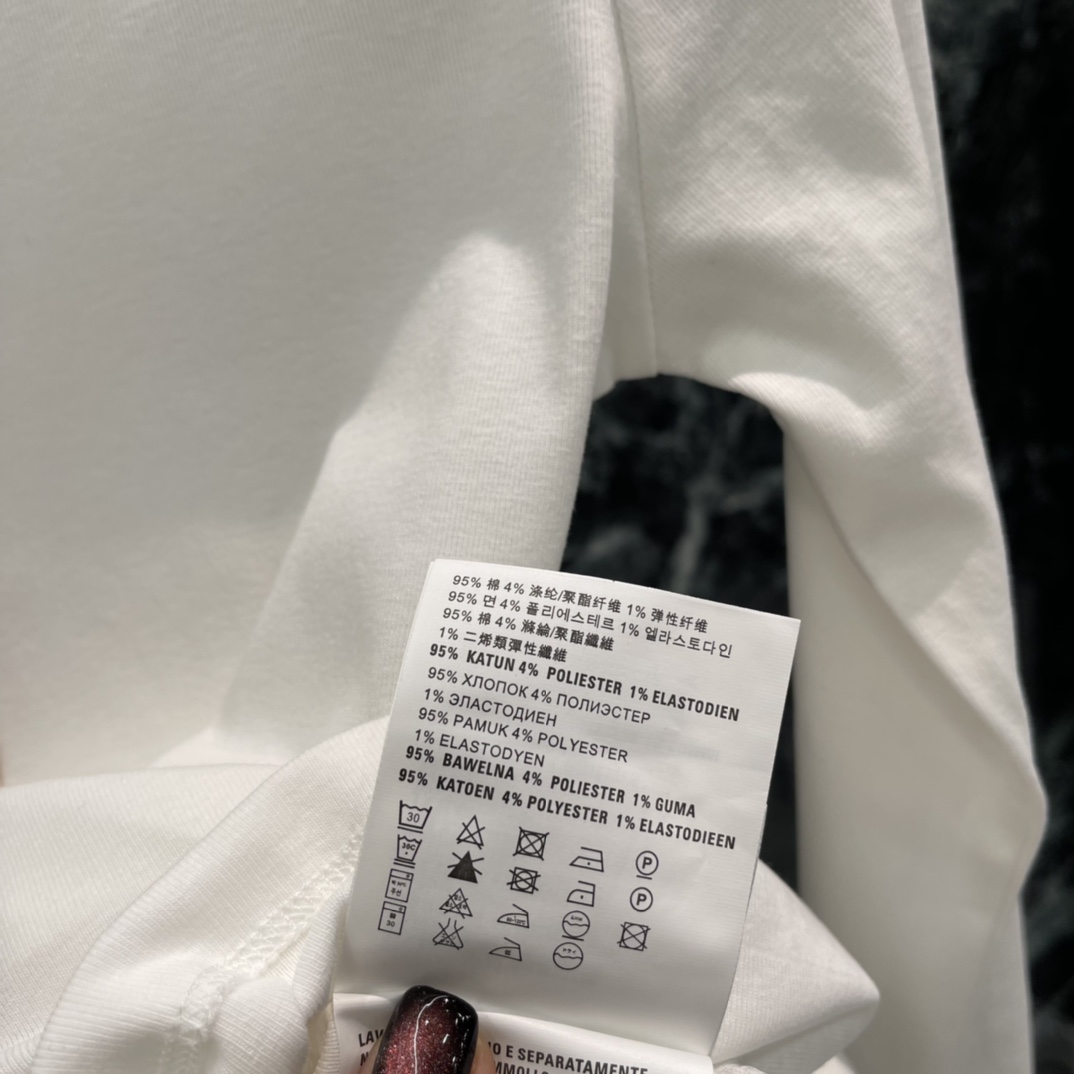 95% 棉 4% 涤纶/聚酯纤维 1% 弹性纤维
95% 면 4% 폴리에스테르 1% 엘라스토다인
95% 棉 4% 滌綸/聚酯纖維
1% 二烯類彈性纖維
95% KATUN 4% POLIESTER 1% ELASTODIEN
95% ХЛОПОК 4% ПОЛИЭСТЕР
1% ЭЛАСТОДИЕН
95% PAMUK 4% POLYESTER
1% ELASTODYEN
95% BAWELNA 4% POLIESTER 1% GUMA
95% KATOEN 4% POLYESTER 1% ELASTODIEEN
30 P
30C P
30
E SEPARATAMENTE